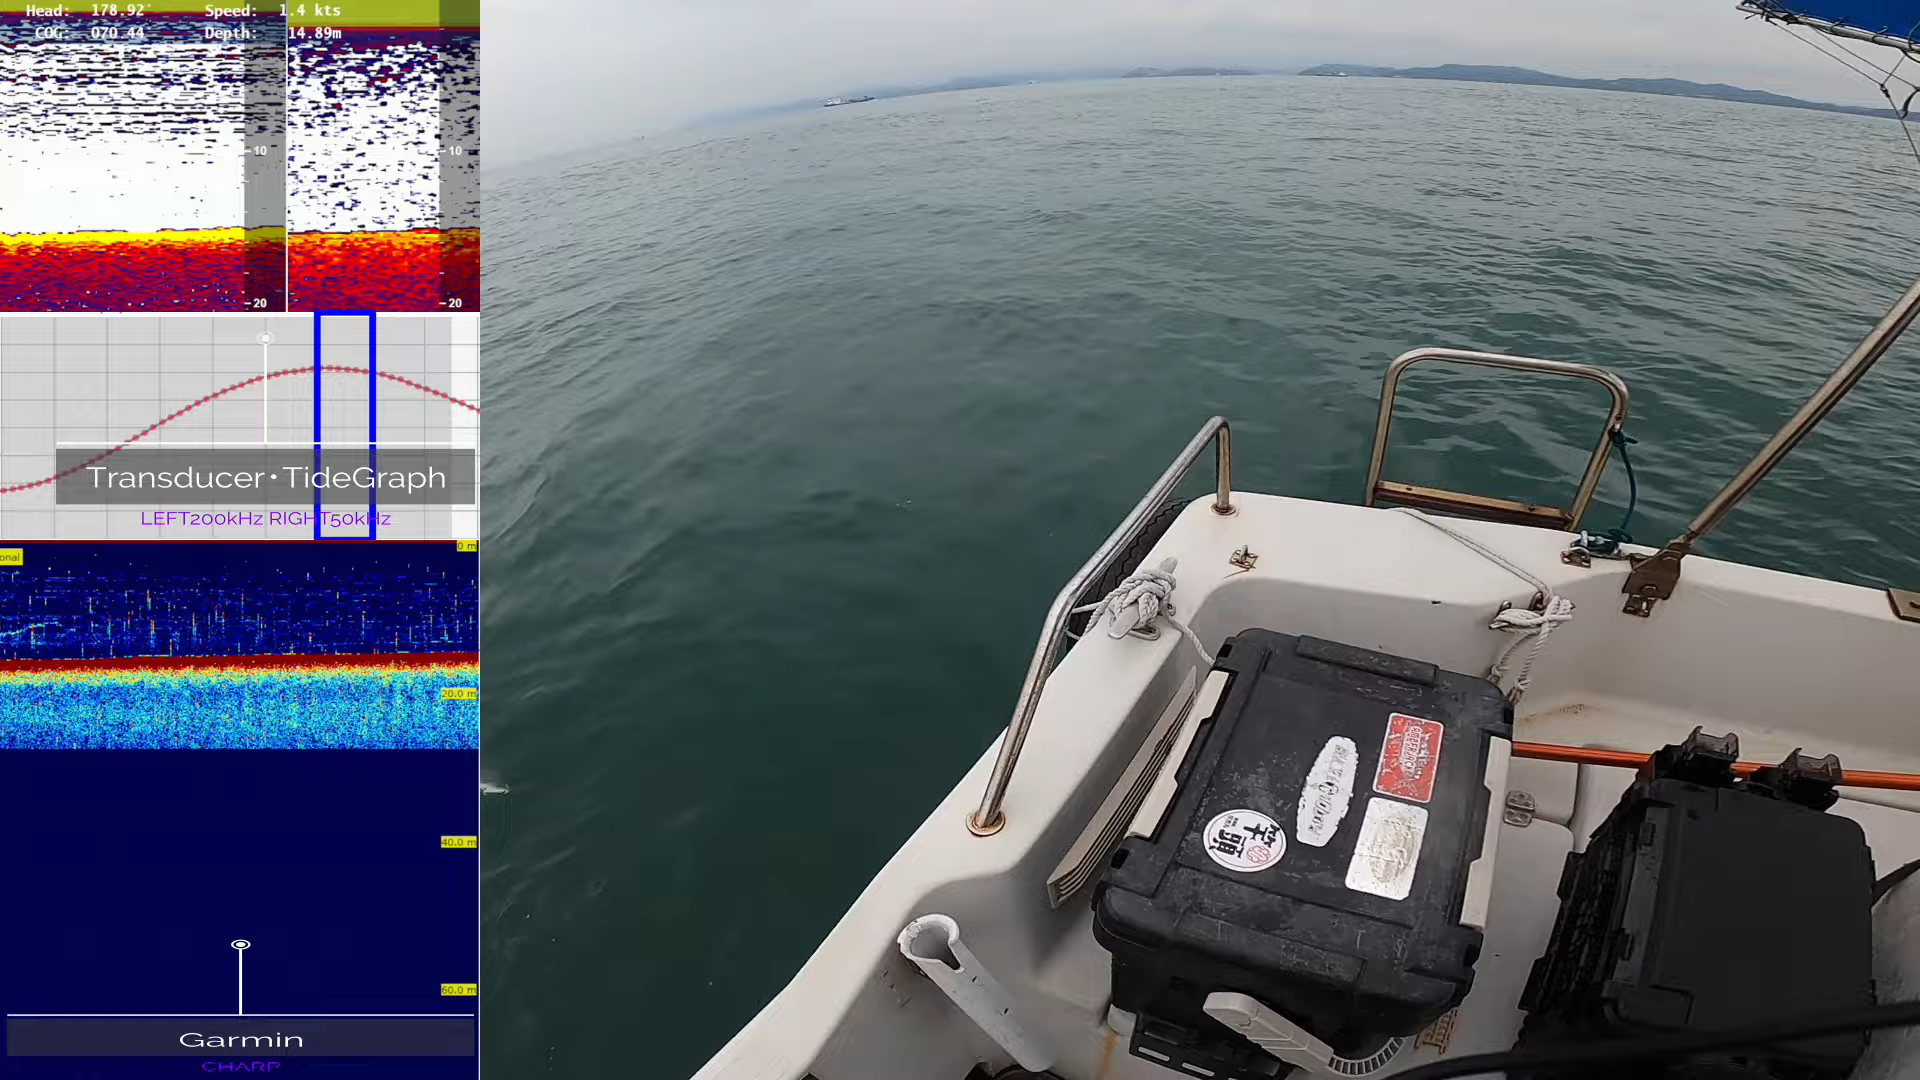 Head: 178.92° Speed: 1.4 kts
COG: 070.44 Depth: 14.89m
10
10
20
20
Transducer・TideGraph
LEFT200kHz RIGHT50kHz
onal
0 m
20.0 m
40.0 m
60.0 m
Garmin
CHARP